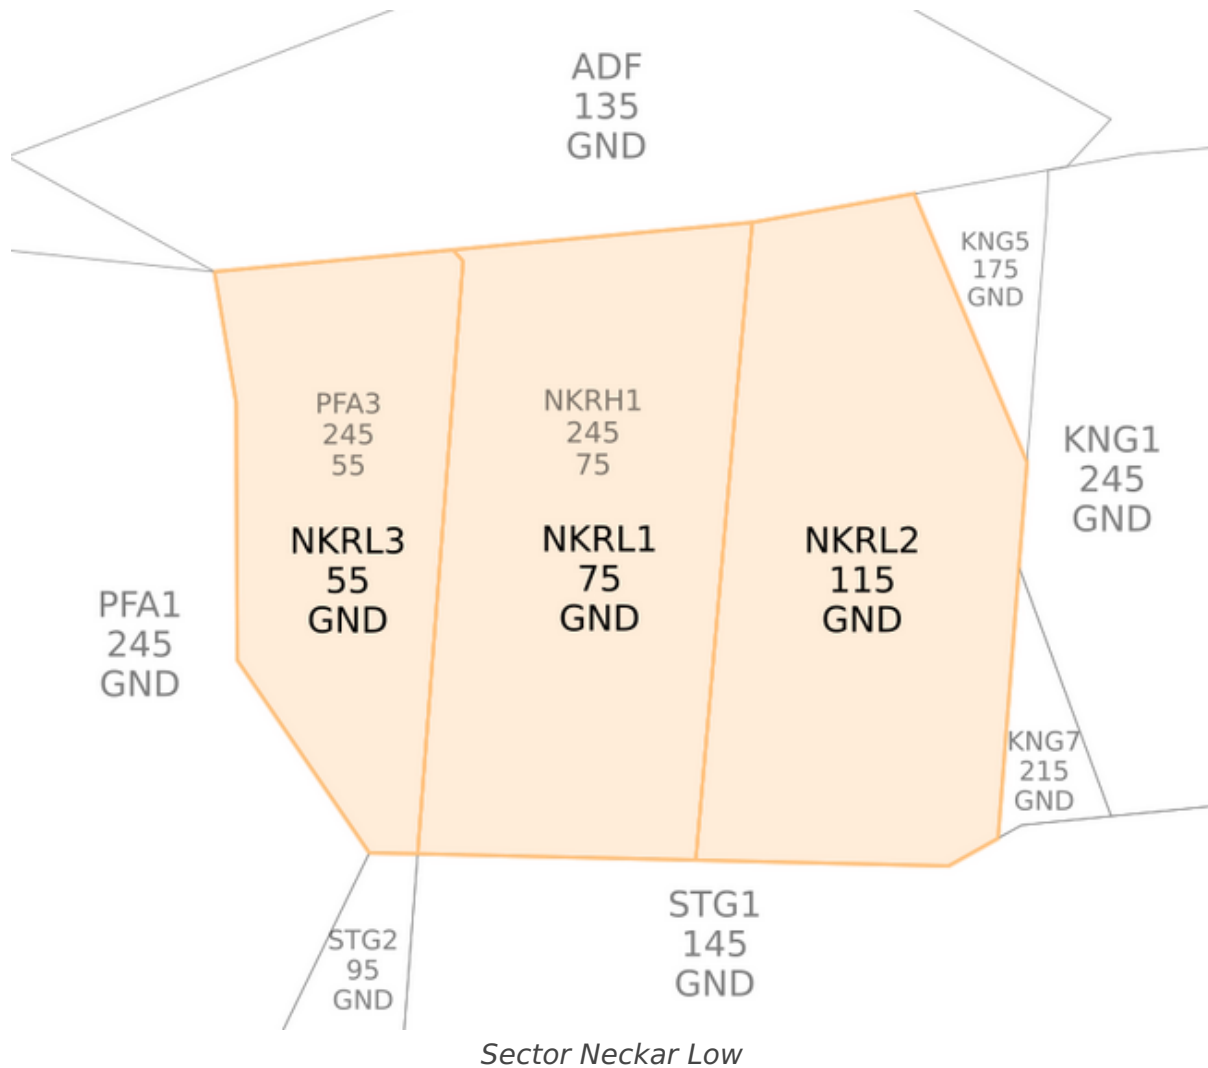 ADF
135
GND
KNG5
175
GND
PFA3
245
55
NKRH1
245
75
KNG1
245
GND
NKRL3
55
GND
NKRL1
75
GND
NKRL2
115
GND
PFA1
245
GND
KNG7
215
GND
STG1
145
GND
STG2
95
GND
Sector Neckar Low